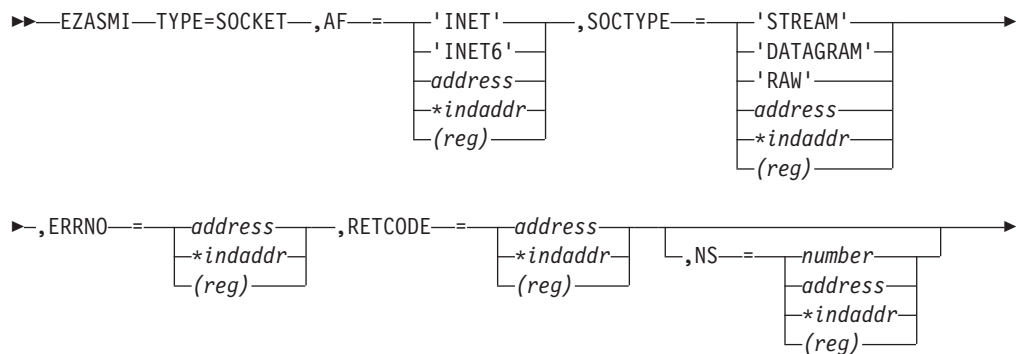 EZASMI TYPE=SOCKET ,AF = 'INET' ,SOCTYPE = 'STREAM'
'INET6' 'DATAGRAM'
address 'RAW'
*indaddr address
(reg) *indaddr
(reg)
,ERRNO = address ,RETCODE = address
*indaddr *indaddr ,NS = number
(reg) (reg) address
*indaddr
(reg)